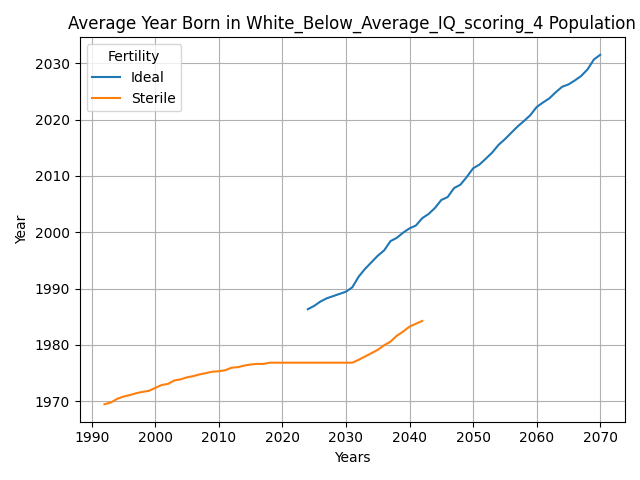 Average Year Born in White_Below_Average_IQ_scoring_4 Population
Fertility
Ideal
Sterile
Year
2030
2020
2010
2000
1990
1980
1970
1990 2000 2010 2020 2030 2040 2050 2060 2070
Years